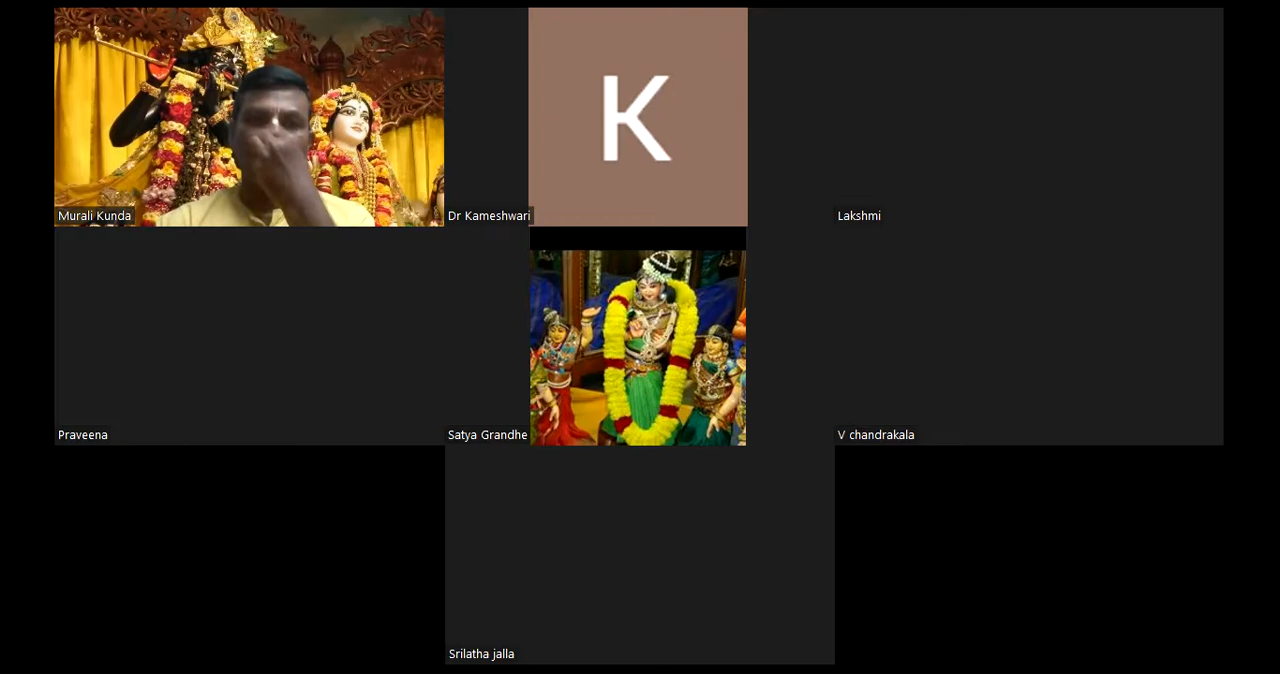 K
Murali Kunda
Dr Kameshwari
Lakshmi
Praveena
Satya Grandhe
V chandrakala
Srilatha jalla